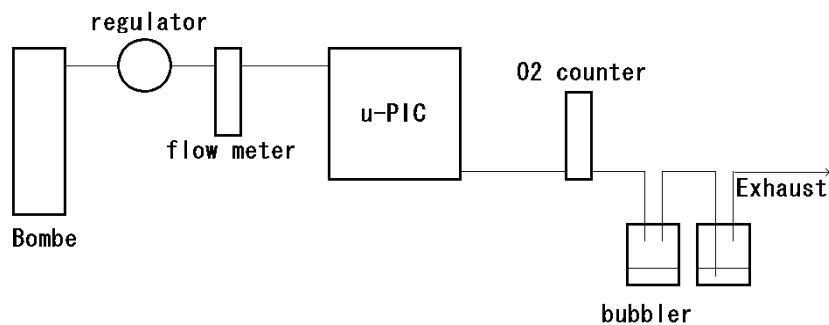 regulator
O2 counter
u-PIC
flow meter
Exhaust
Bombe
bubbler